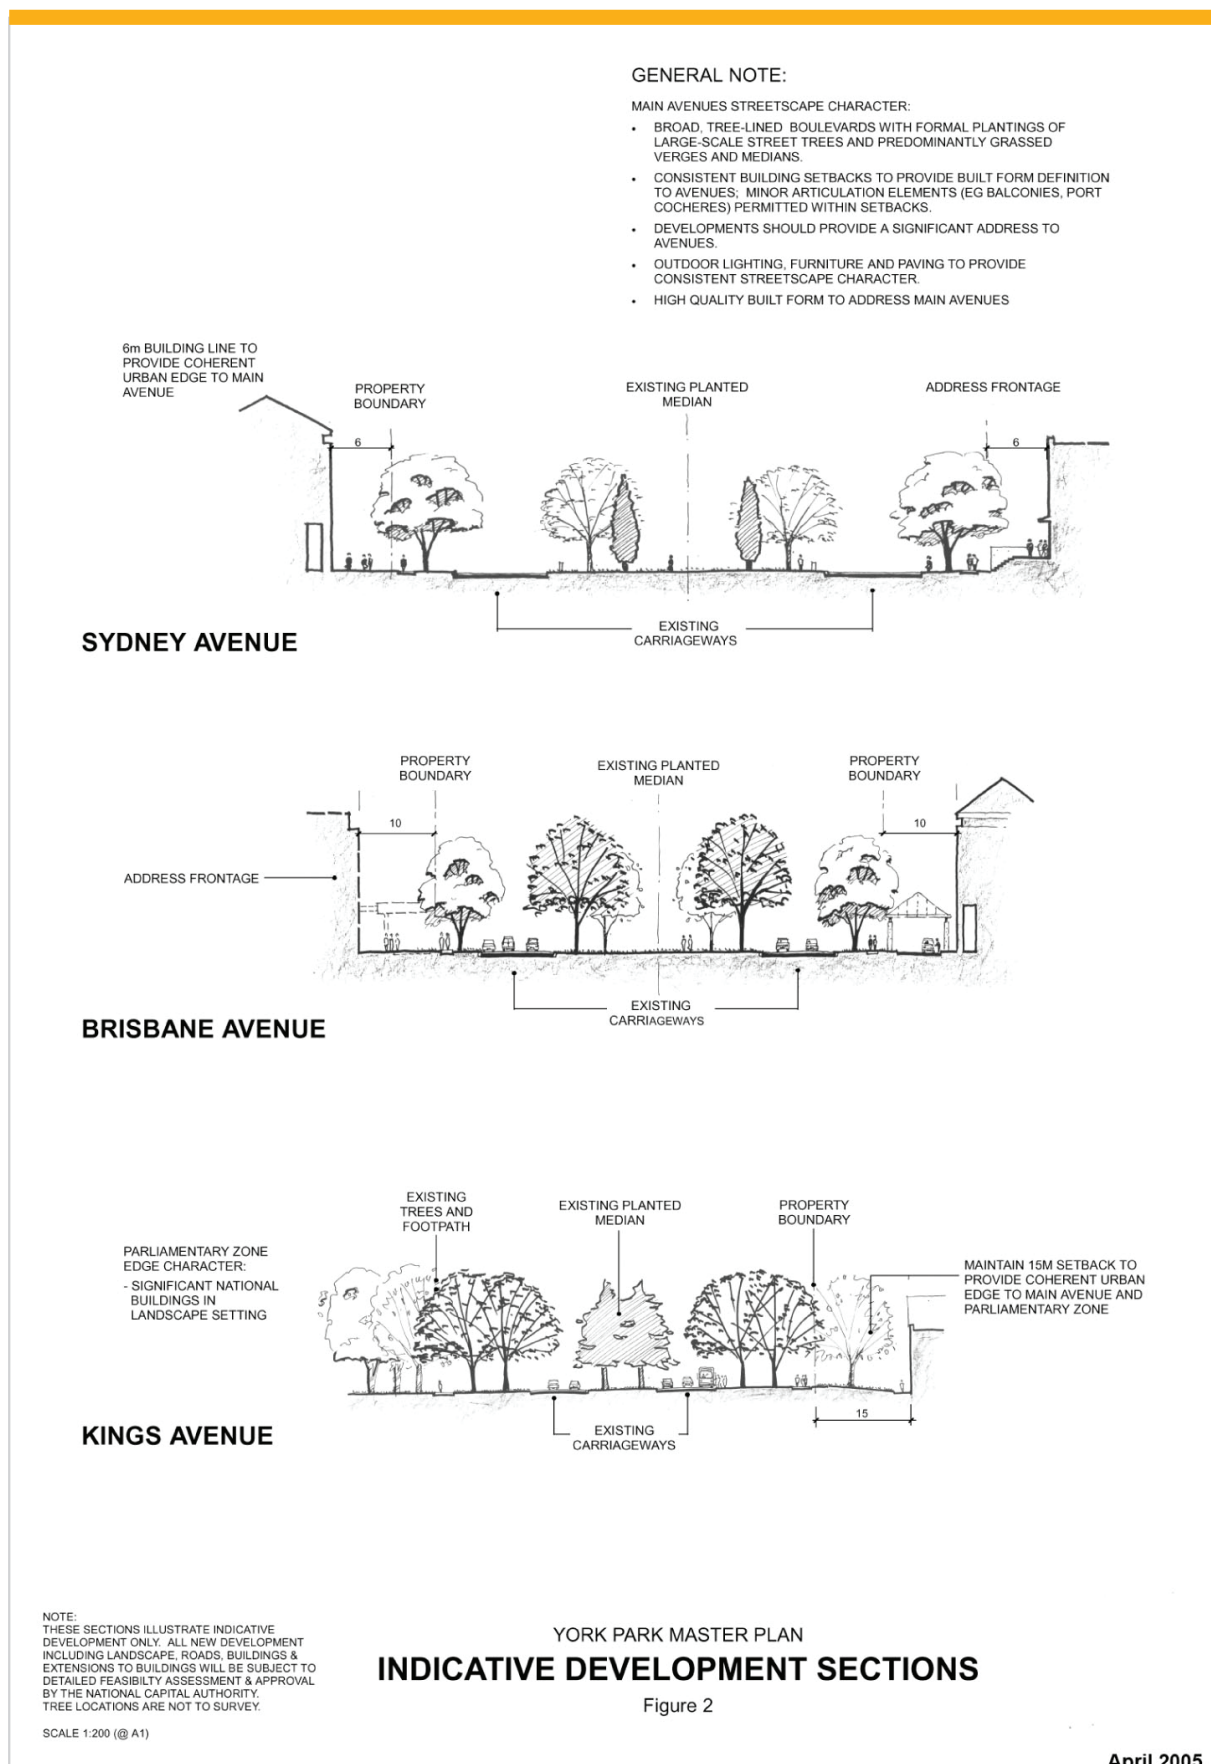 GENERAL NOTE:
MAIN AVENUES STREETSCAPE CHARACTER:
• BROAD, TREE-LINED BOULEVARDS WITH FORMAL PLANTINGS OF
LARGE-SCALE STREET TREES AND PREDOMINANTLY GRASSED
VERGES AND MEDIANS.
• CONSISTENT BUILDING SETBACKS TO PROVIDE BUILT FORM DEFINITION
TO AVENUES; MINOR ARTICULATION ELEMENTS (EG BALCONIES, PORT
COCHERES) PERMITTED WITHIN SETBACKS.
• DEVELOPMENTS SHOULD PROVIDE A SIGNIFICANT ADDRESS TO
AVENUES.
• OUTDOOR LIGHTING, FURNITURE AND PAVING TO PROVIDE
CONSISTENT STREETSCAPE CHARACTER.
• HIGH QUALITY BUILT FORM TO ADDRESS MAIN AVENUES
6m BUILDING LINE TO
PROVIDE COHERENT
URBAN EDGE TO MAIN
AVENUE
PROPERTY
BOUNDARY
EXISTING PLANTED
MEDIAN
ADDRESS FRONTAGE
6
6
EXISTING
CARRIAGEWAYS
SYDNEY AVENUE
PROPERTY
BOUNDARY
EXISTING PLANTED
MEDIAN
PROPERTY
BOUNDARY
10
10
ADDRESS FRONTAGE
EXISTING
CARRIAGEWAYS
BRISBANE AVENUE
EXISTING
TREES AND
FOOTPATH
EXISTING PLANTED
MEDIAN
PROPERTY
BOUNDARY
PARLIAMENTARY ZONE
EDGE CHARACTER:
- SIGNIFICANT NATIONAL
BUILDINGS IN
LANDSCAPE SETTING
MAINTAIN 15M SETBACK TO
PROVIDE COHERENT URBAN
EDGE TO MAIN AVENUE AND
PARLIAMENTARY ZONE
15
EXISTING
CARRIAGEWAYS
KINGS AVENUE
NOTE:
THESE SECTIONS ILLUSTRATE INDICATIVE
DEVELOPMENT ONLY. ALL NEW DEVELOPMENT
INCLUDING LANDSCAPE, ROADS, BUILDINGS &
EXTENSIONS TO BUILDINGS WILL BE SUBJECT TO
DETAILED FEASIBILTY ASSESSMENT & APPROVAL
BY THE NATIONAL CAPITAL AUTHORITY.
TREE LOCATIONS ARE NOT TO SURVEY.
SCALE 1:200 (@ A1)
YORK PARK MASTER PLAN
INDICATIVE DEVELOPMENT SECTIONS
Figure 2
April 2005